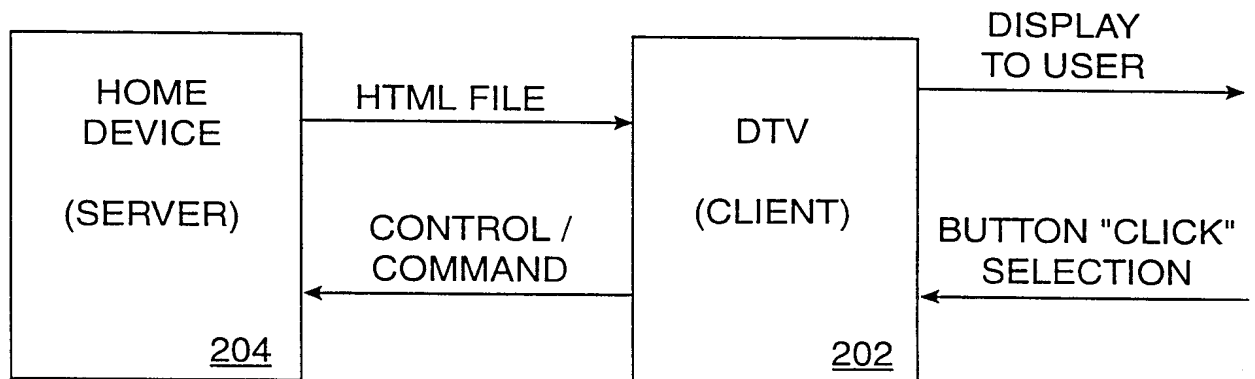 HOME
DEVICE
(SERVER)
204
HTML FILE
CONTROL /
COMMAND
DTV
(CLIENT)
202
DISPLAY
TO USER
BUTTON "CLICK"
SELECTION